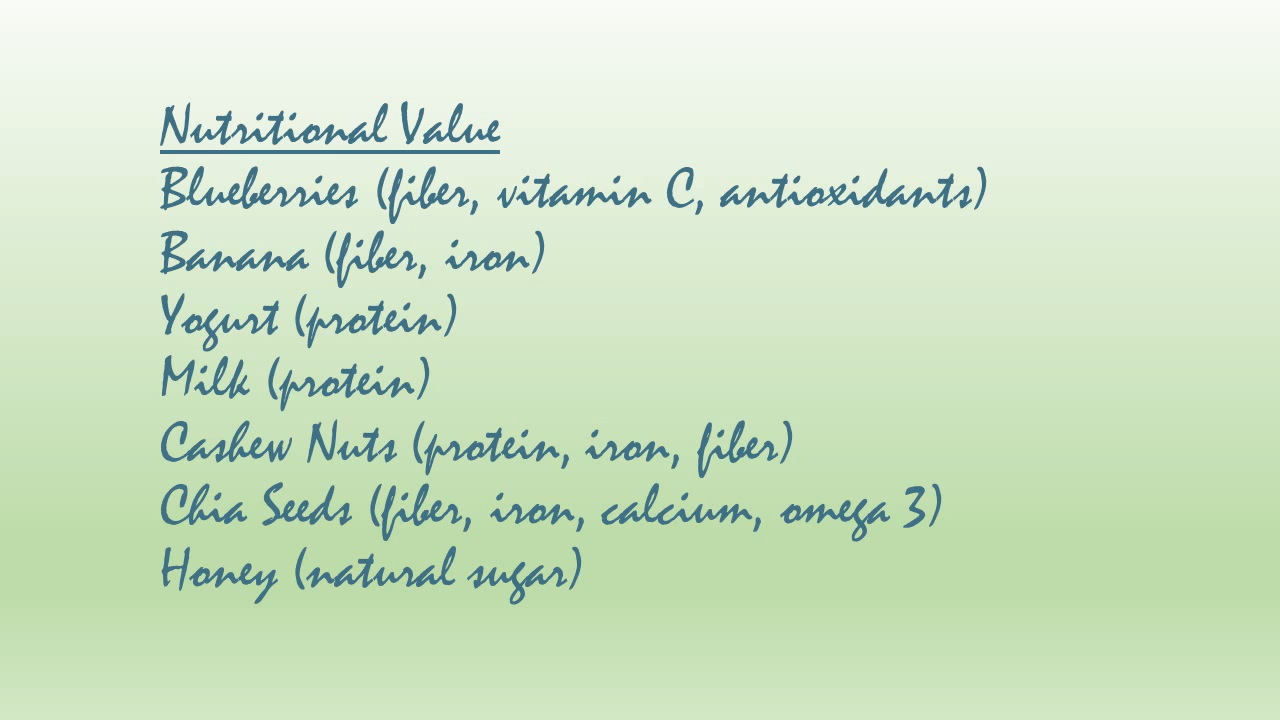 Nutritional Value
Blueberries (fiber, vitamin C, antioxidants)
Banana (fiber, iron)
Yogurt (protein)
Milk (protein)
Cashew Nuts (protein, iron, fiber)
Chia Seeds (fiber, iron, calcium, omega 3)
Honey (natural sugar)